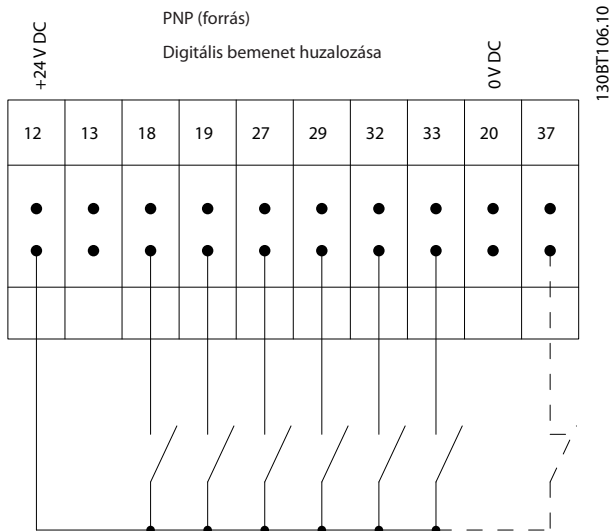 PNP (forrás)
Digitális bemenet huzalozása
+24 V DC
0 V DC
130BT106.10
12 13 18 19 27 29 32 33 20 37